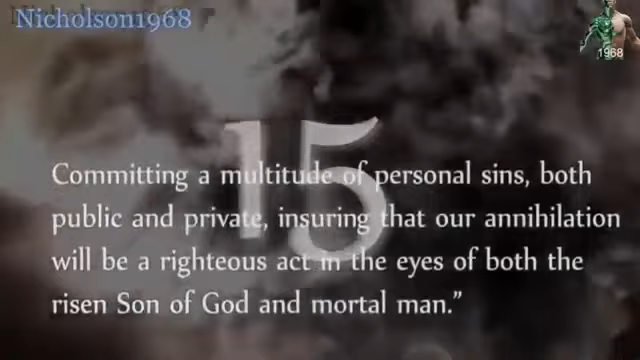 Nicholson1968
1968
15
Committing a multitude of personal sins, both
public and private, insuring that our annihilation
will be a righteous act in the eyes of both the
risen Son of God and mortal man.”